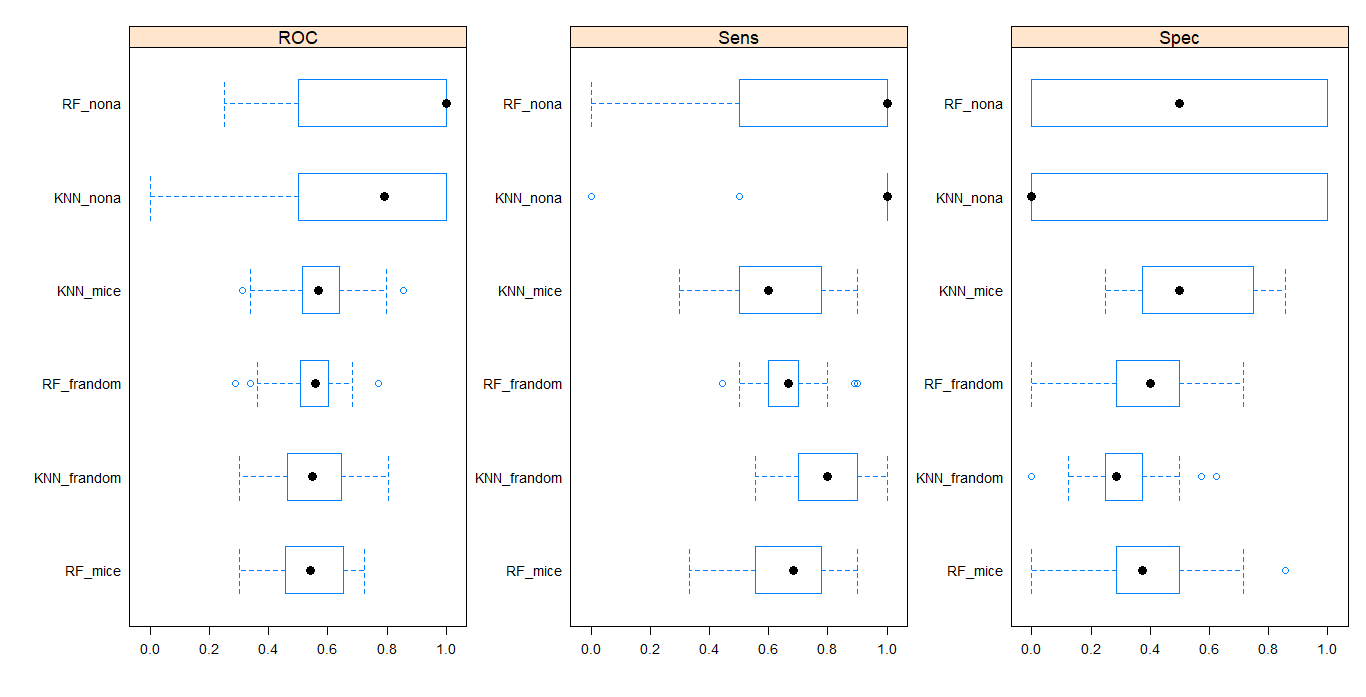 ROC
RF_nona
KNN_nona
KNN_mice
RF_frandom
KNN_frandom
RF_mice
0.0 0.2 0.4 0.6 0.8 1.0
Sens
RF_nona
KNN_nona
KNN_mice
RF_frandom
KNN_frandom
RF_mice
0.0 0.2 0.4 0.6 0.8 1.0
Spec
RF_nona
KNN_nona
KNN_mice
RF_frandom
KNN_frandom
RF_mice
0.0 0.2 0.4 0.6 0.8 1.0